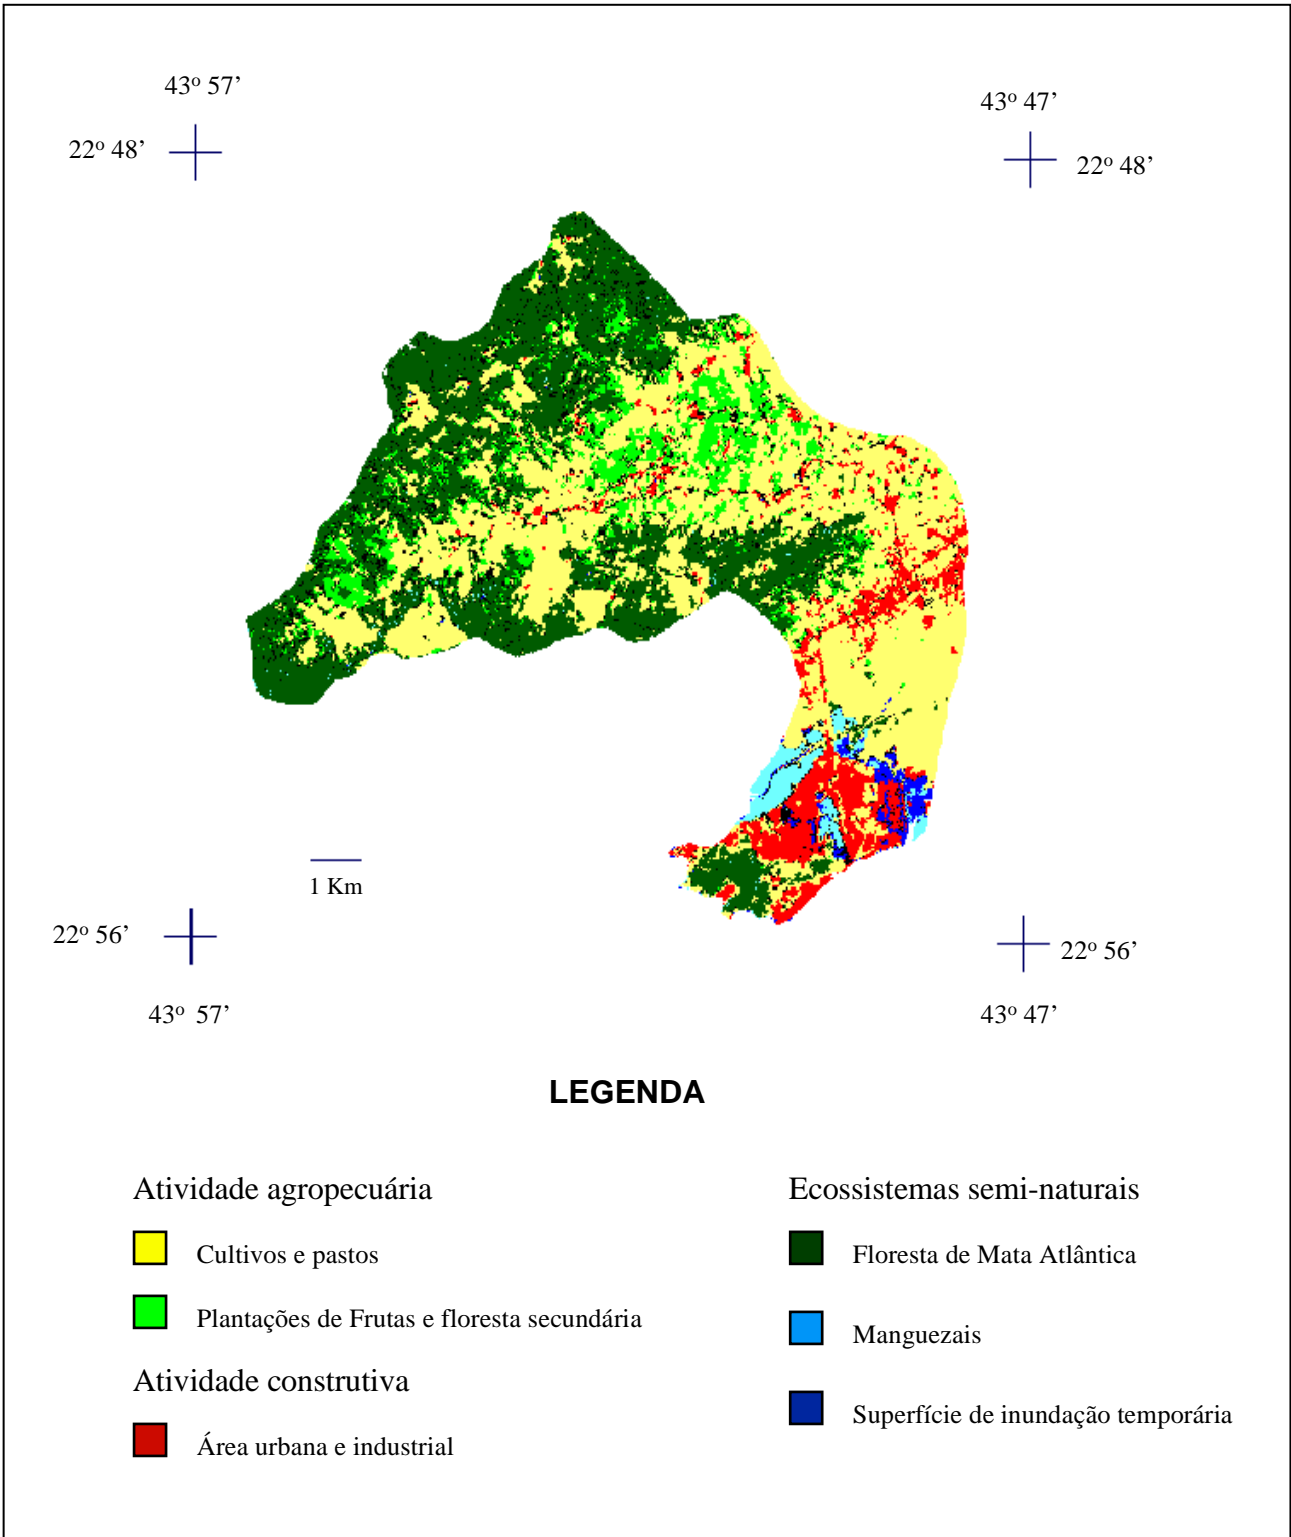 43º 57’
43º 47’
22º 48’
22º 48’
1 Km
22º 56’
22º 56’
43º 57’
43º 47’
LEGENDA
Atividade agropecuária
Cultivos e pastos
Plantações de Frutas e floresta secundária
Atividade construtiva
Área urbana e industrial
Ecossistemas semi-naturais
Floresta de Mata Atlântica
Manguezais
Superfície de inundação temporária